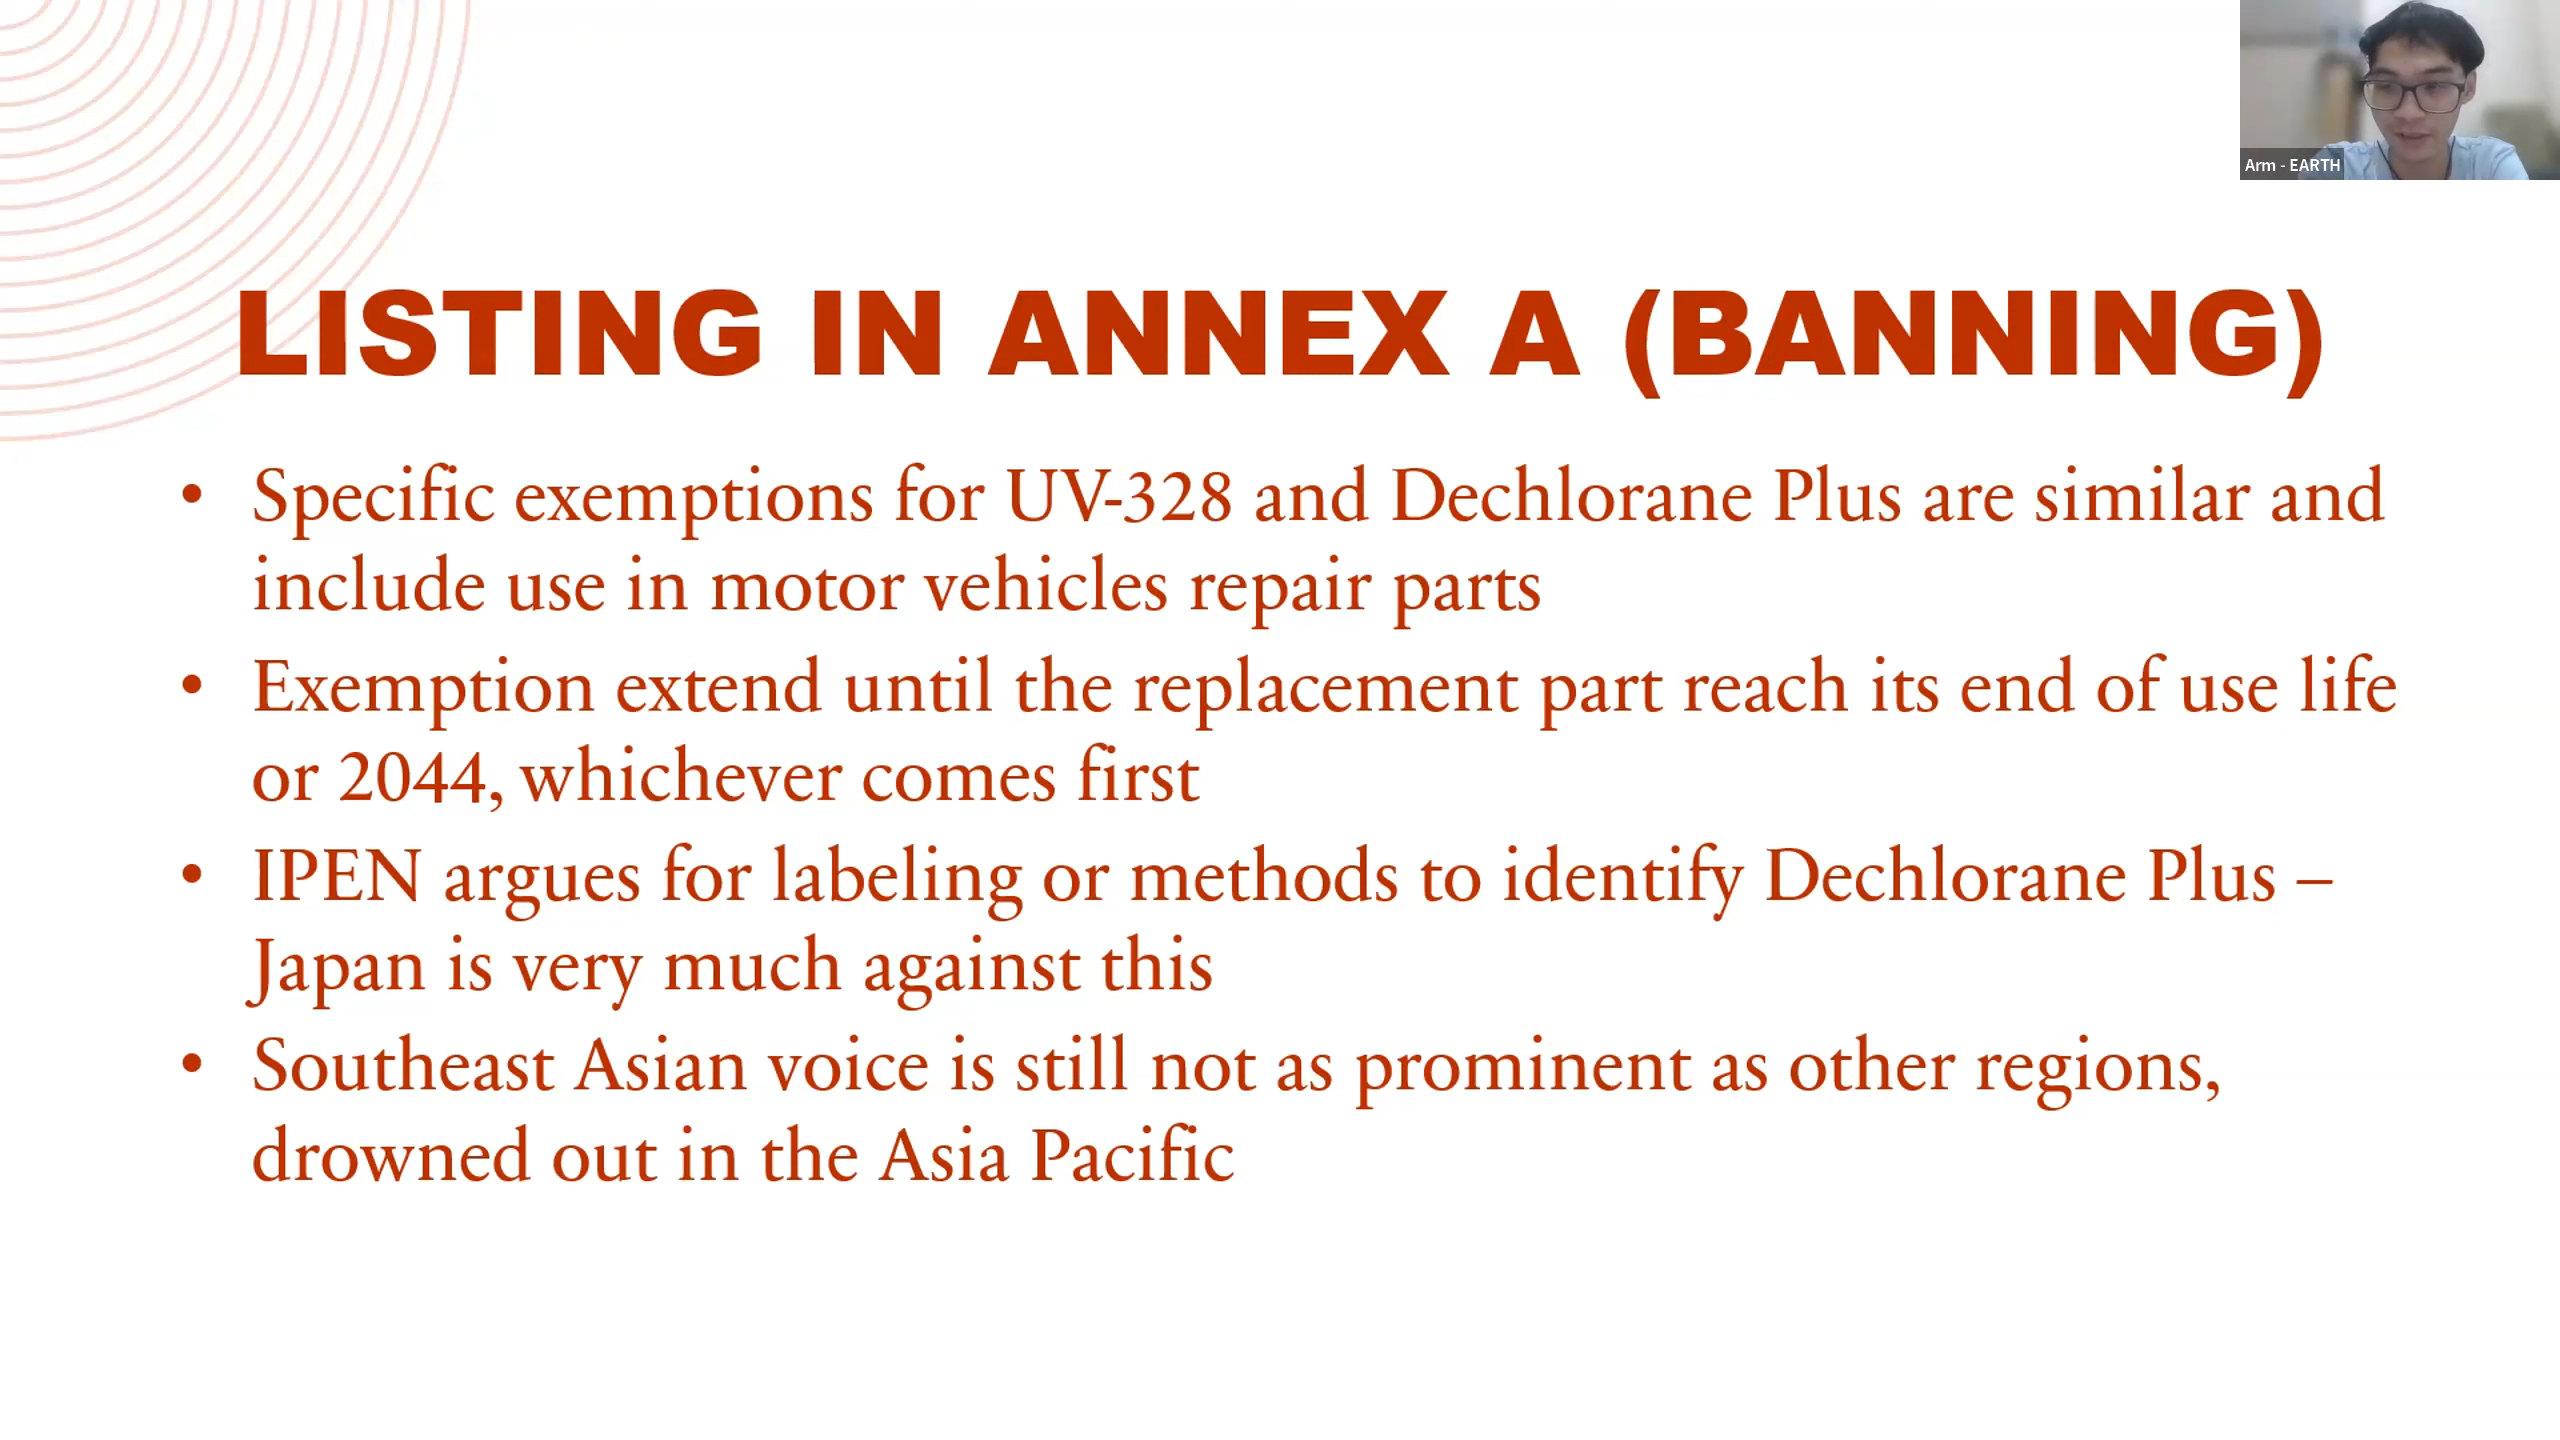 Arm - EARTH
LISTING IN ANNEX A (BANNING)
• Specific exemptions for UV-328 and Dechlorane Plus are similar and
include use in motor vehicles repair parts
• Exemption extend until the replacement part reach its end of use life
or 2044, whichever comes first
• IPEN argues for labeling or methods to identify Dechlorane Plus –
Japan is very much against this
• Southeast Asian voice is still not as prominent as other regions,
drowned out in the Asia Pacific